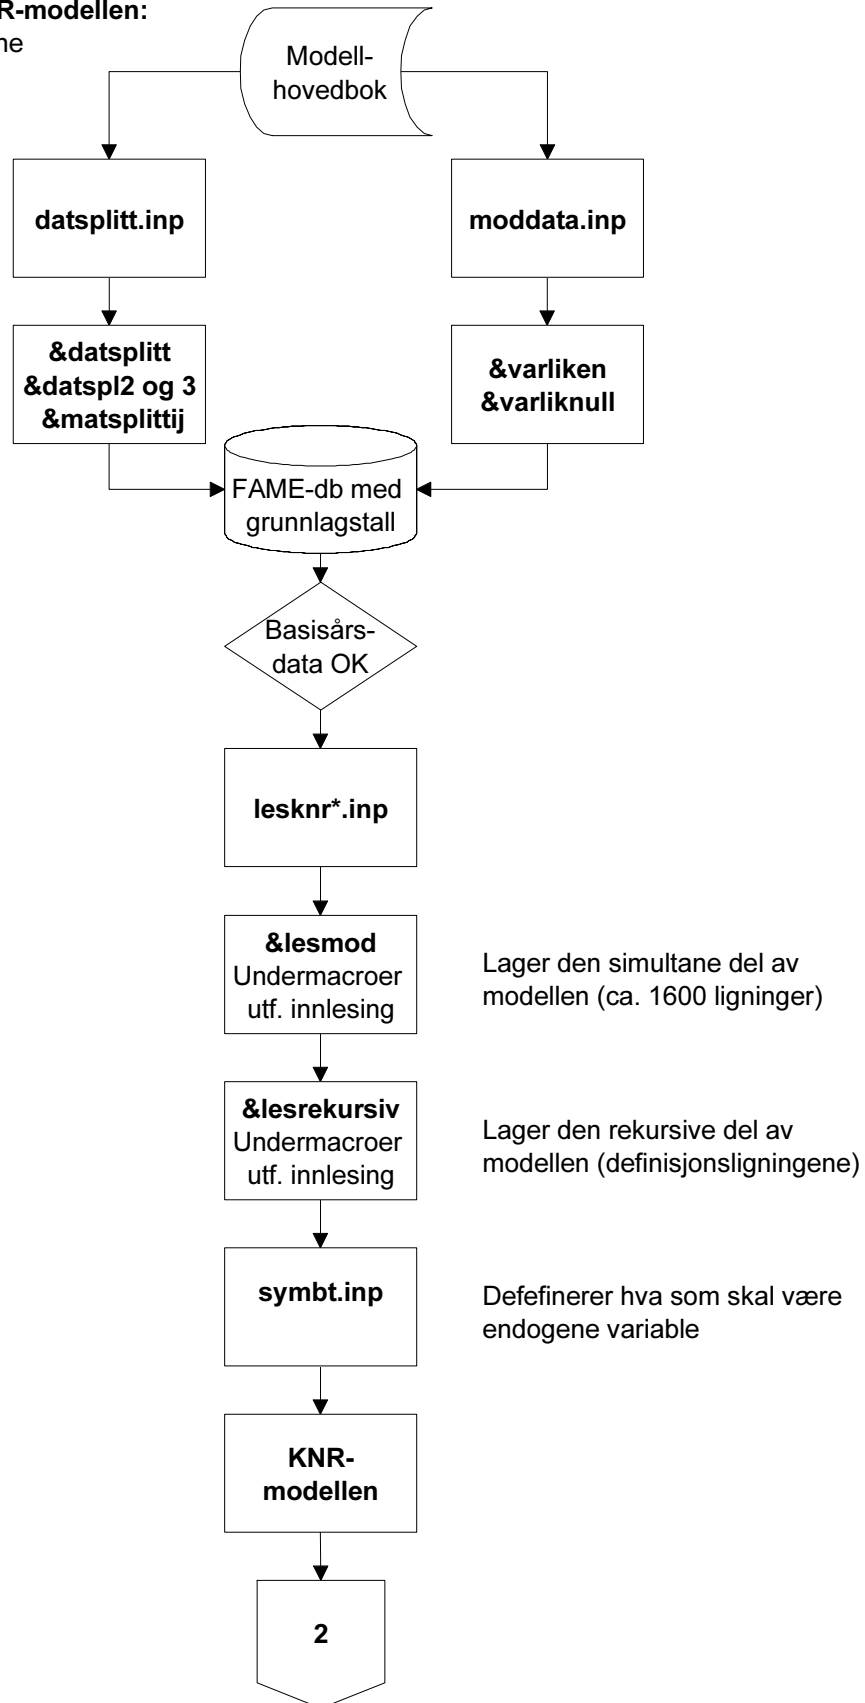 R-modellen:
ne
Modell-
hovedbok
datsplitt.inp
moddata.inp
&datsplitt
&datspl2 og 3
&matsplittij
&varliken
&varliknull
FAME-db med
grunnlagstall
Basisårs-
data OK
lesknr*.inp
&lesmod
Undermacroer
utf. innlesing
Lager den simultane del av
modellen (ca. 1600 ligninger)
&lesrekursiv
Undermacroer
utf. innlesing
Lager den rekursive del av
modellen (definisjonsligningene)
symbt.inp
Defefinerer hva som skal være
endogene variable
KNR-
modellen
2